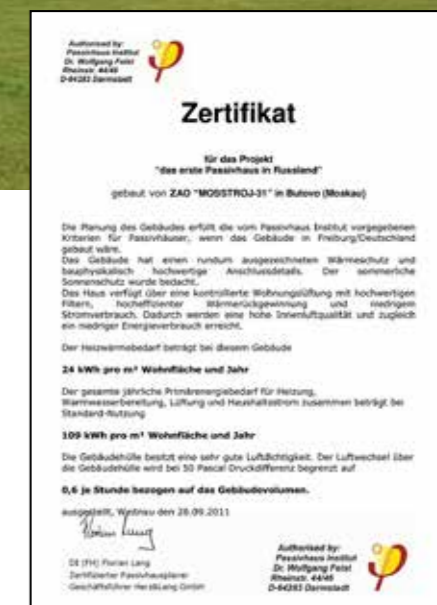 Authorised by:
Passivhaus Institut
Dr. Wolfgang Feist
Rheinstr. 44/46
D-64283 Darmstadt
Zertifikat
für das Projekt
"das erste Passivhaus in Russland"
gebaut von ZAO "MOSSTROJ-31" in Butovo (Moskau)
Die Planung des Gebäudes erfüllt die vom Passivhaus Institut vorgegebenen
Kriterien für Passivhäuser, wenn das Gebäude in Freiburg/Deutschland
gebaut wäre.
Das Gebäude hat einen rundum ausgezeichneten Wärmeschutz und
bauphysikalisch hochwertige Anschlussdetails. Der sommerliche
Sonnenschutz wurde bedacht.
Das Haus verfügt über eine kontrollierte Wohnungslüftung mit hochwertigen
Filtern, hocheffizienter Wärmerückgewinnung und niedrigem
Stromverbrauch. Dadurch werden eine hohe Innenluftqualität und zugleich
ein niedriger Energieverbrauch erreicht.
Der Heizwärmebedarf beträgt bei diesem Gebäude
24 kWh pro m² Wohnfläche und Jahr
Der gesamte jährliche Primärenergiebedarf für Heizung,
Warmwasserbereitung, Lüftung und Haushaltsstrom zusammen beträgt bei
Standard-Nutzung
109 kWh pro m² Wohnfläche und Jahr
Die Gebäudehülle besitzt eine sehr gute Luftdichtigkeit. Der Luftwechsel über
die Gebäudehülle wird bei 50 Pascal Druckdifferenz begrenzt auf
0,6 je Stunde bezogen auf das Gebäudevolumen.
ausgestellt, Weitnau den 28.09.2011
Florian Lang
DI (FH) Florian Lang
Zertifizierter Passivhausplaner
Geschäftsführer Herz&Lang GmbH
Authorised by:
Passivhaus Institut
Dr. Wolfgang Feist
Rheinstr. 44/46
D-64283 Darmstadt